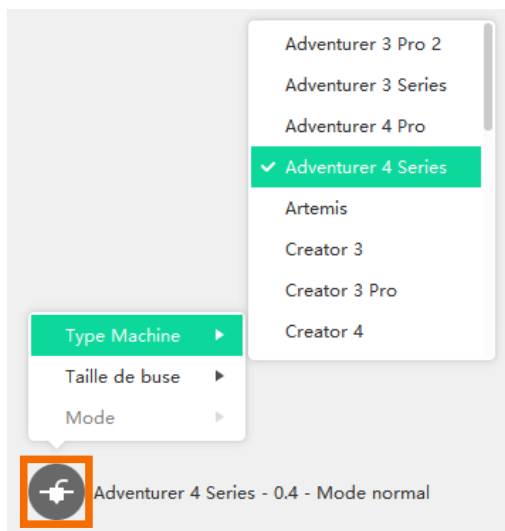 Adventurer 3 Pro 2
Adventurer 3 Series
Adventurer 4 Pro
Adventurer 4 Series
Artemis
Creator 3
Creator 3 Pro
Creator 4
Type Machine
Taille de buse
Mode
Adventurer 4 Series - 0.4 - Mode normal